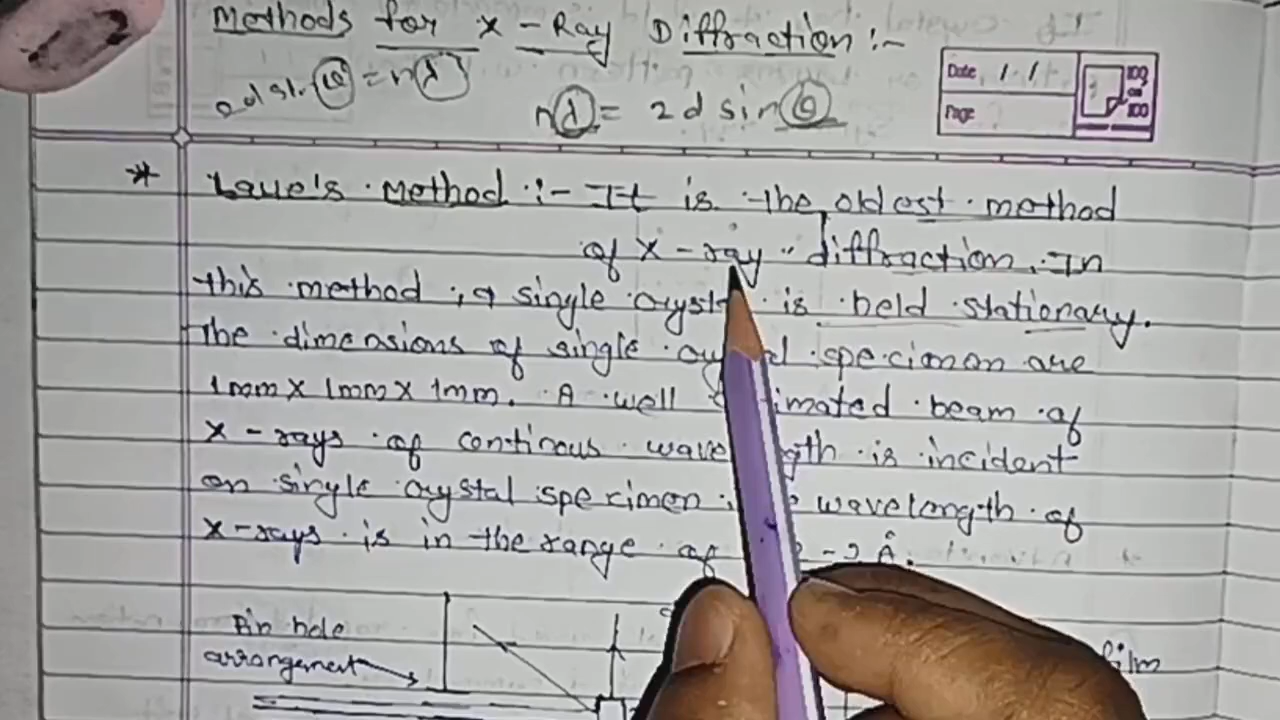 Methods for X-Ray Diffraction :-
2d sin θ = nλ
nλ = 2d sin θ
Date / /
Page
100 on 100
* Laue's Method :- It is the oldest method
of X-ray diffraction. In
this method, a single crystal is held stationary.
The dimensions of single crystal specimen are
1mm X 1mm X 1mm. A well beam of
X-rays of continous wavelength is incident
on single crystal specimen wavelength of
X-rays is in the range of Å.
Pin hole
arrangement
film